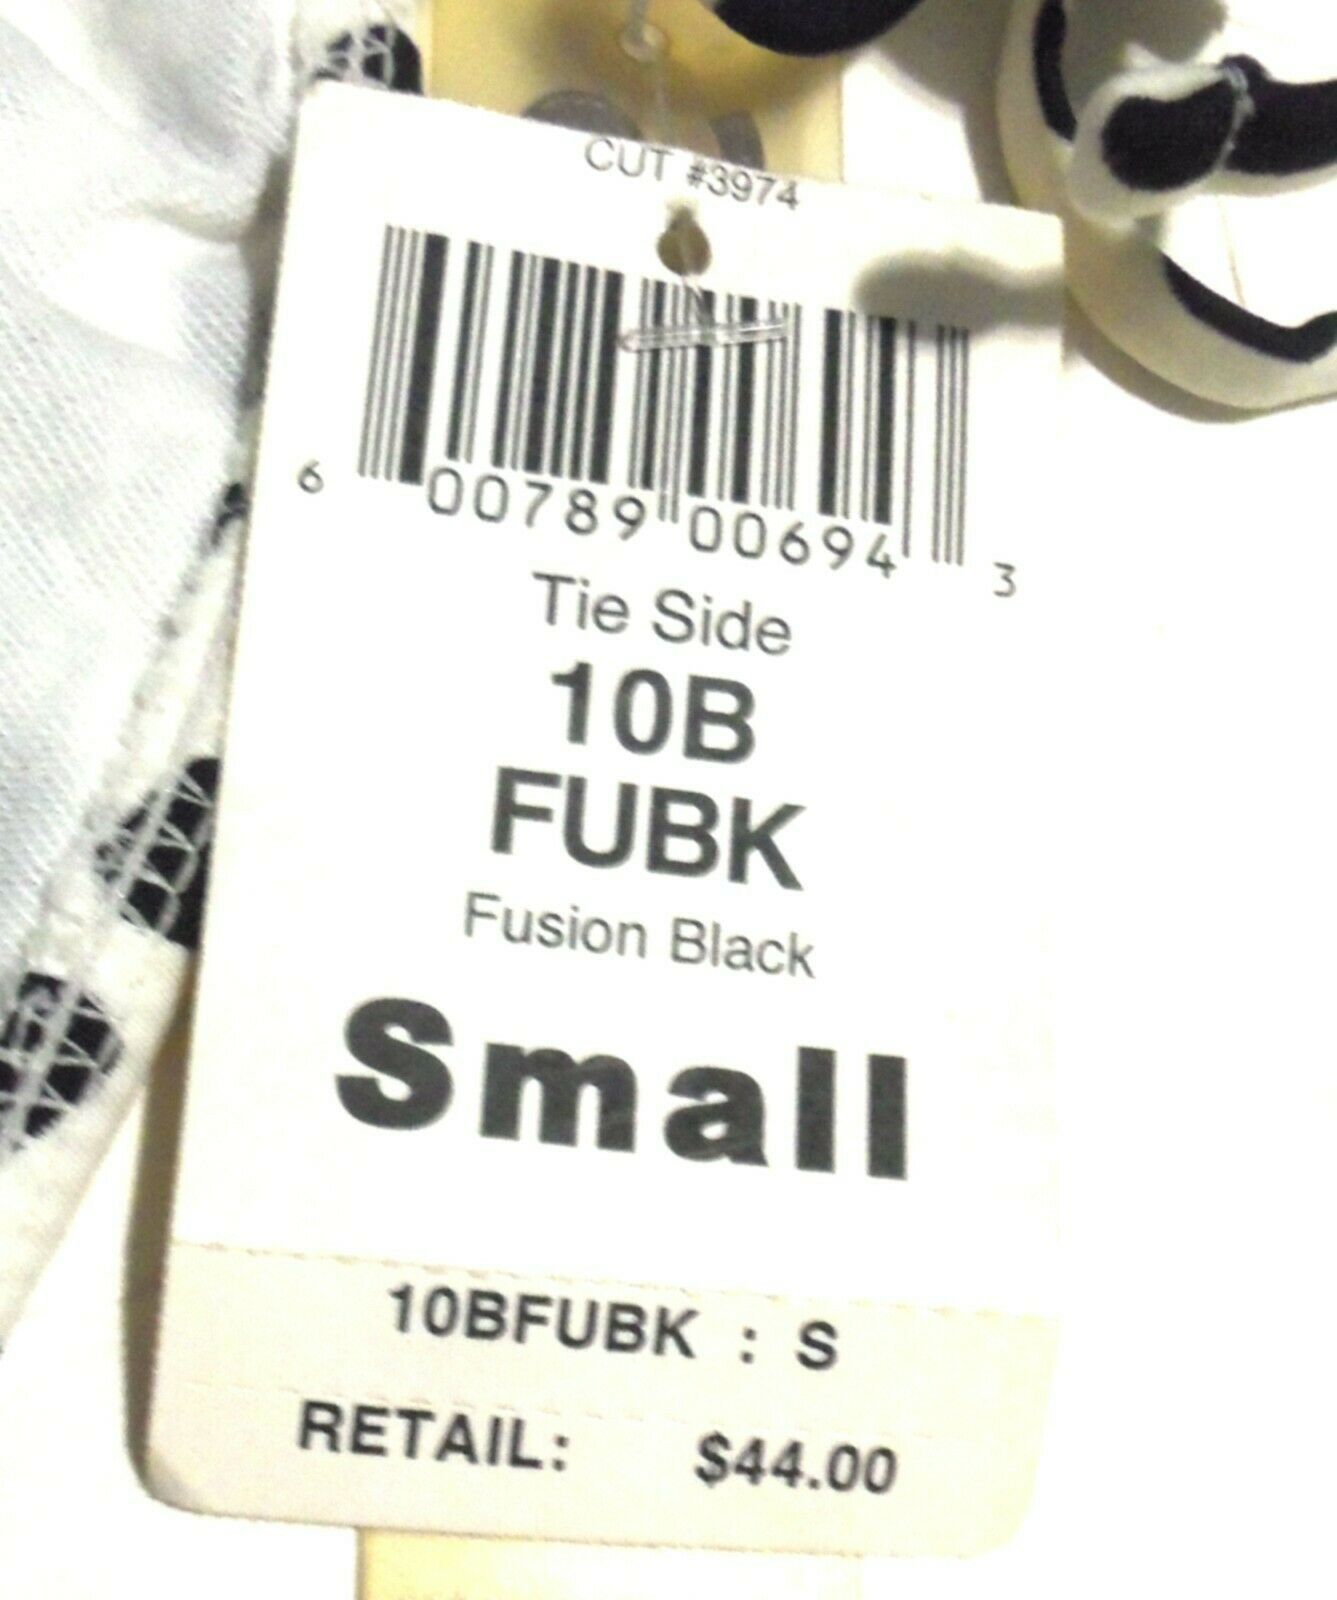 CUT #3974
6 00789 00694 3
Tie Side
10B
FUBK
Fusion Black
Small
10BFUBK : S
RETAIL: $44.00